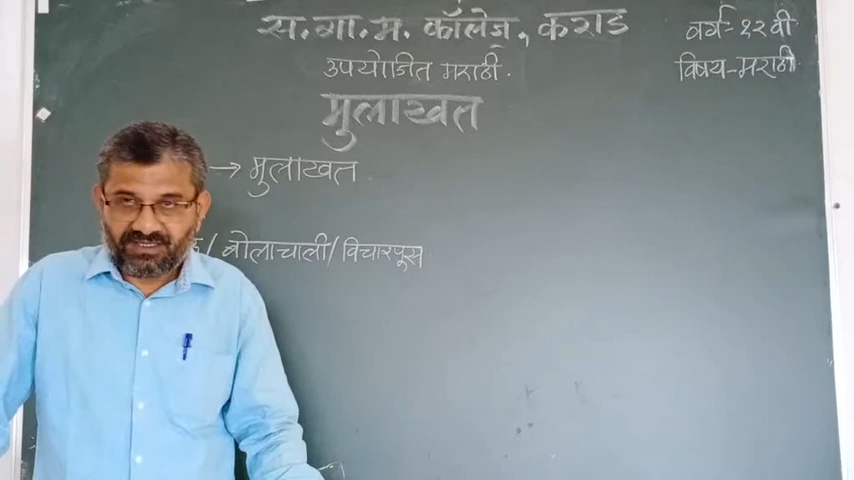 स. गा. म. कॉलेज, कराड
वर्ग - १२वी
उपयोजित मराठी.
विषय - मराठी
मुलाखत
→ मुलाखत.
/ बोलाचाली/विचारपूस